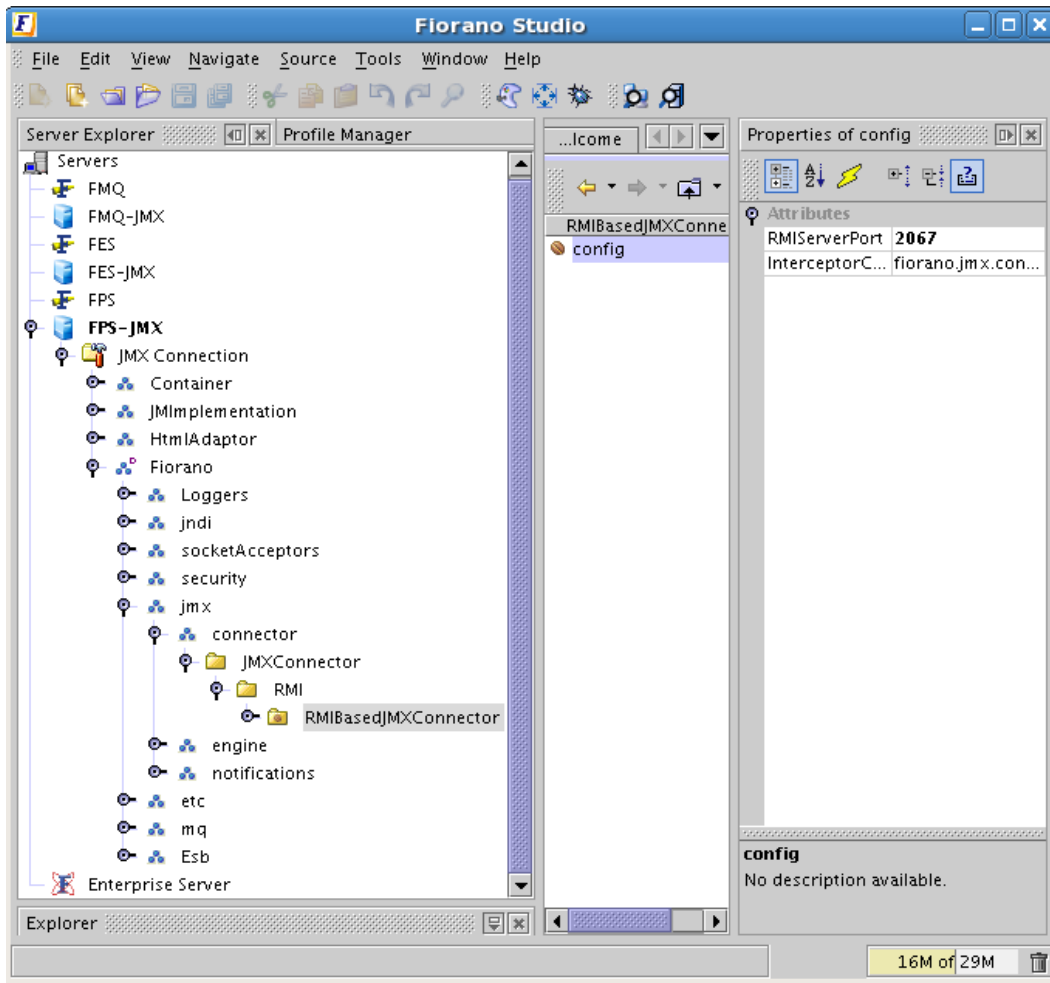 Fiorano Studio
File Edit View Navigate Source Tools Window Help
Server Explorer Profile Manager
Servers
FMQ
FMQ-JMX
FES
FES-JMX
FPS
FPS-JMX
JMX Connection
Container
JMImplementation
HtmlAdaptor
Fiorano
Loggers
jndi
socketAcceptors
security
jmx
connector
JMXConnector
RMI
RMIBasedJMXConnector
engine
notifications
etc
mq
Esb
Enterprise Server
Explorer
...lcome
RMIBasedJMXConne
config
Properties of config
Attributes
RMIServerPort 2067
InterceptorC... fiorano.jmx.con...
config
No description available.
16M of 29M